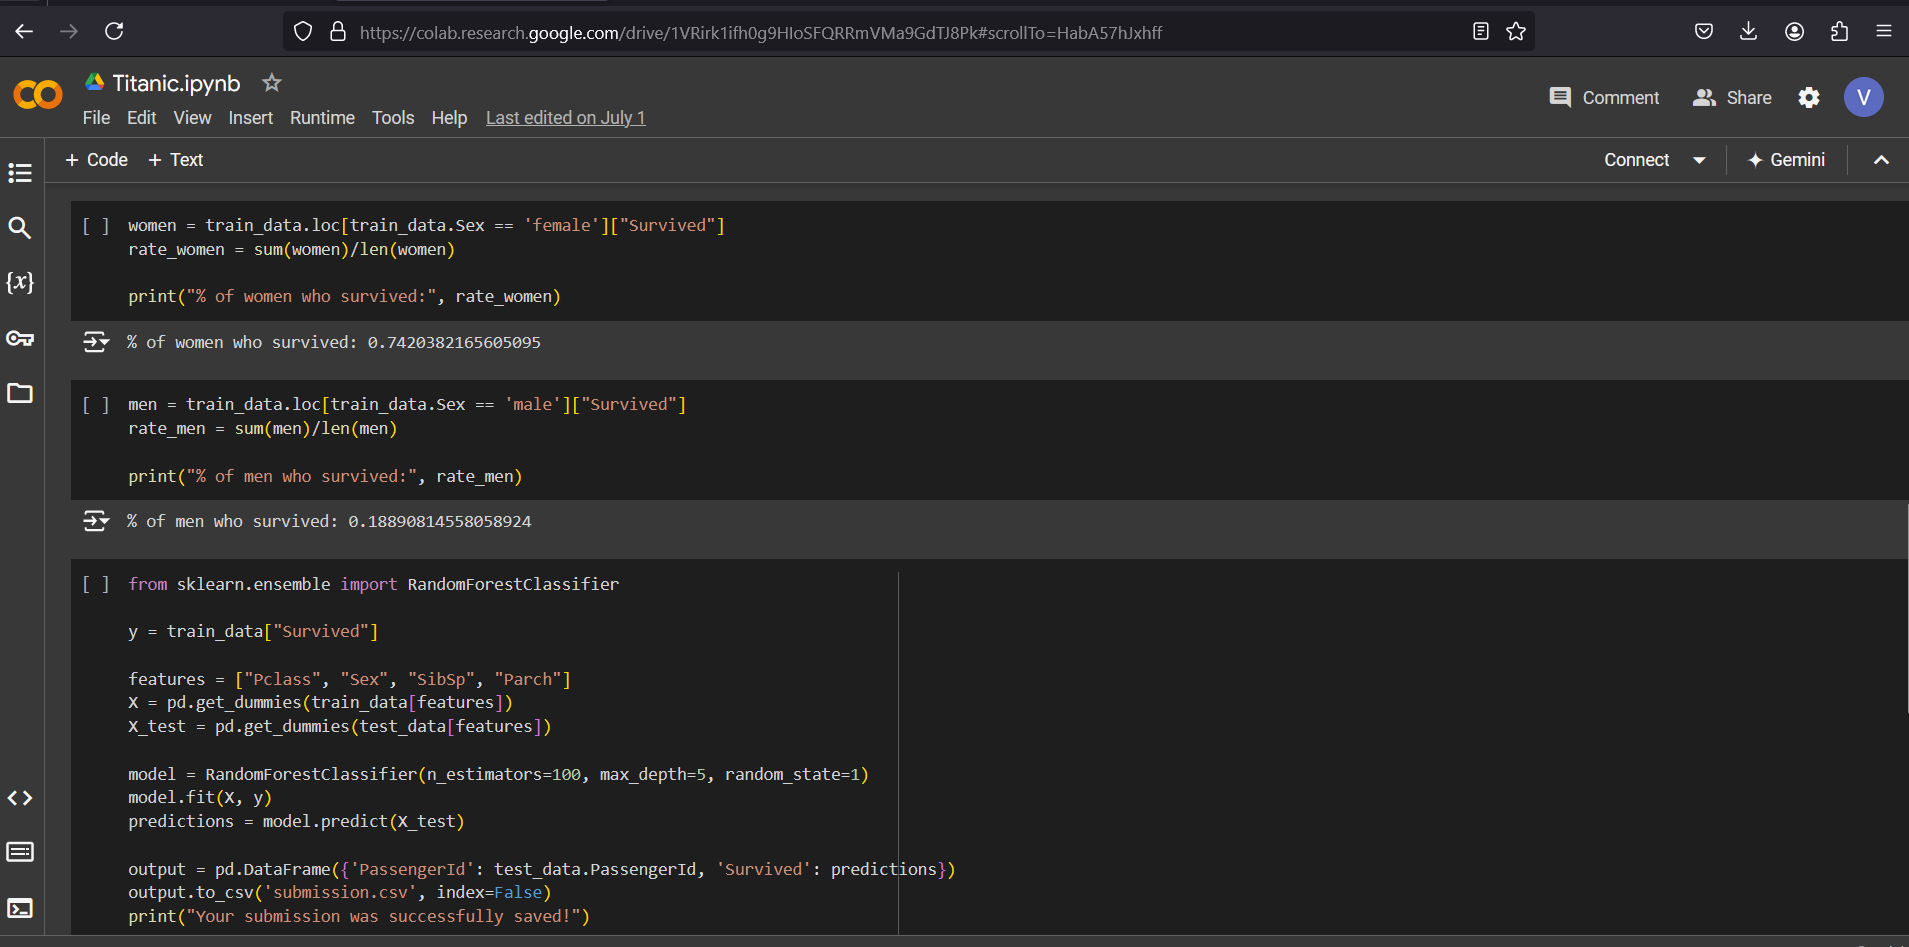 https://colab.research.google.com/drive/1VRirk1ifh0g9HIoSFQRRmVMa9GdTJ8Pk#scrollTo=HabA57hJxhff
Titanic.ipynb
Comment Share V
File Edit View Insert Runtime Tools Help Last edited on July 1
+ Code + Text Connect Gemini
[ ] women = train_data.loc[train_data.Sex == 'female']["Survived"]
rate_women = sum(women)/len(women)
print("% of women who survived:", rate_women)
% of women who survived: 0.7420382165605095
[ ] men = train_data.loc[train_data.Sex == 'male']["Survived"]
rate_men = sum(men)/len(men)
print("% of men who survived:", rate_men)
% of men who survived: 0.18890814558058924
[ ] from sklearn.ensemble import RandomForestClassifier
y = train_data["Survived"]
features = ["Pclass", "Sex", "SibSp", "Parch"]
X = pd.get_dummies(train_data[features])
X_test = pd.get_dummies(test_data[features])
model = RandomForestClassifier(n_estimators=100, max_depth=5, random_state=1)
model.fit(X, y)
predictions = model.predict(X_test)
output = pd.DataFrame({'PassengerId': test_data.PassengerId, 'Survived': predictions})
output.to_csv('submission.csv', index=False)
print("Your submission was successfully saved!")